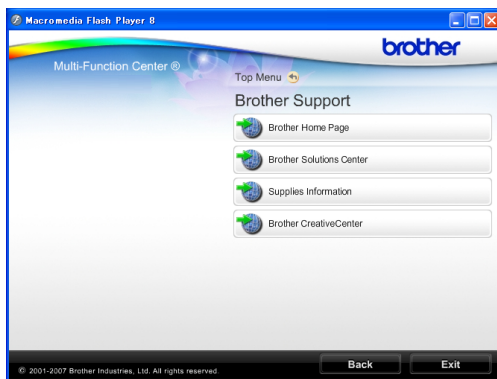 Macromedia Flash Player 8
brother
Multi-Function Center ®
Top Menu
Brother Support
Brother Home Page
Brother Solutions Center
Supplies Information
Brother CreativeCenter
© 2001-2007 Brother Industries, Ltd. All rights reserved.
Back
Exit